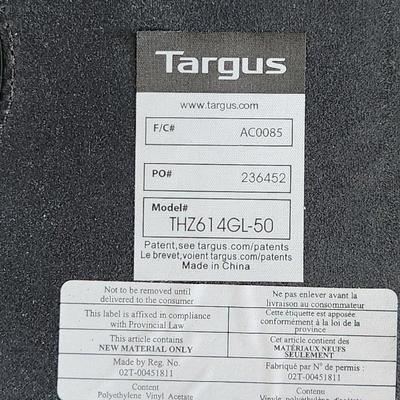 Targus
www.targus.com
F/C# AC0085
PO# 236452
Model#
THZ614GL-50
Patent,see targus.com/patents
Le brevet,voient targus.com/patents
Made in China
Not to be removed until
delivered to the consumer
Ne pas enlever avant la
livraison au consommateur
This label is affixed in compliance
with Provincial Law
Cette étiquette est apposée
conformément à la loi de la
province
This article contains
NEW MATERIAL ONLY
Cet article contient des
MATÉRIAUX NEUFS
SEULEMENT
Made by Reg. No.
02T-00451811
Fabriqué par N° de permis :
02T-00451811
Content
Polyethylene Vinyl Acetate
Contenu